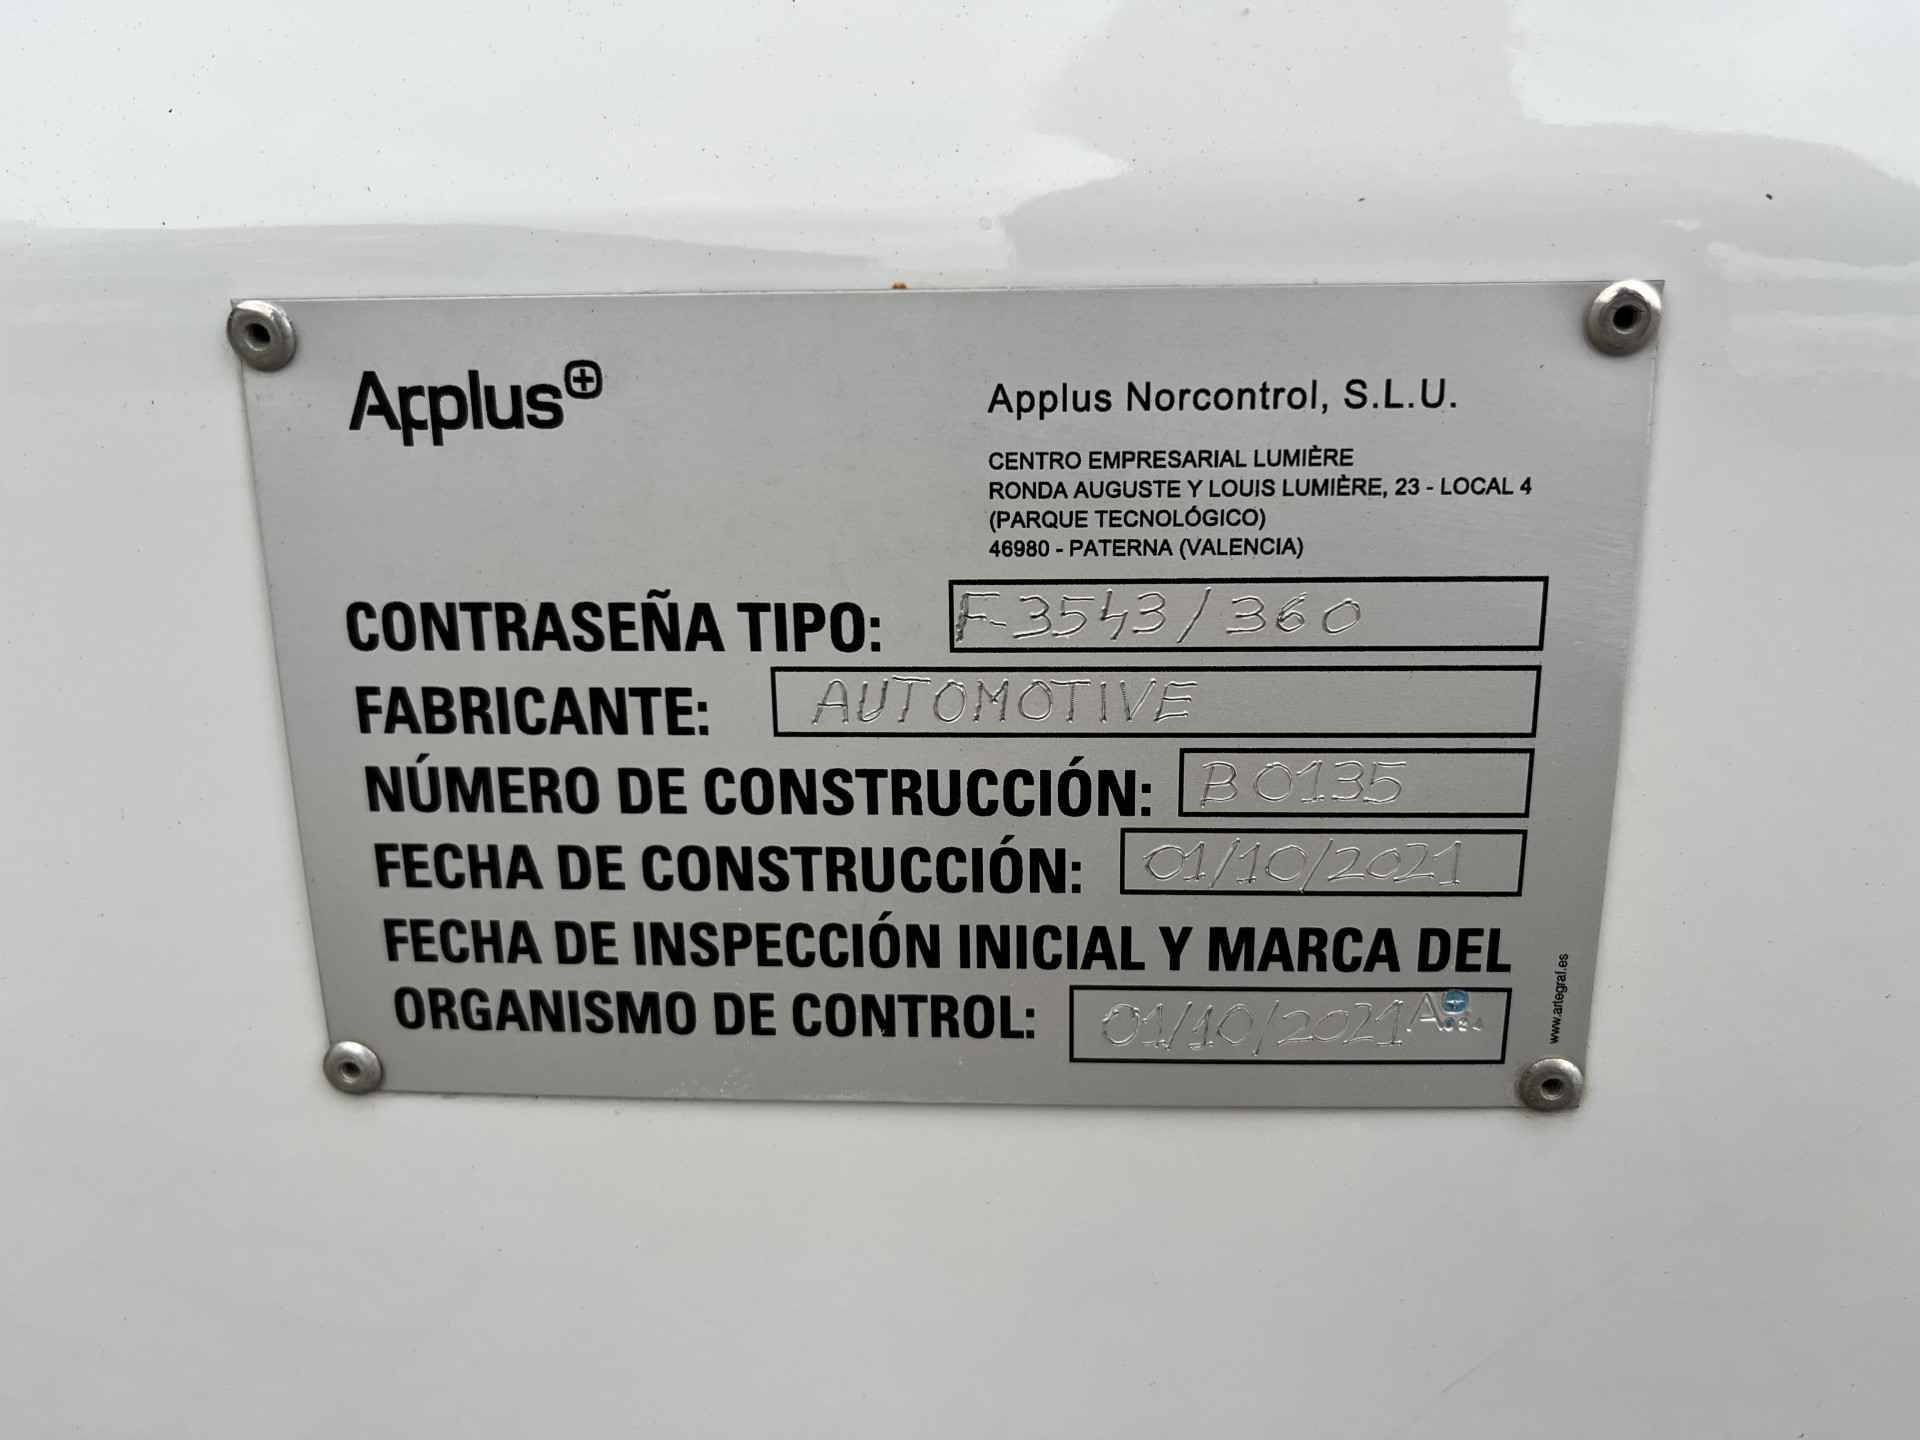 Applus+
Applus Norcontrol, S.L.U.
CENTRO EMPRESARIAL LUMIÈRE
RONDA AUGUSTE Y LOUIS LUMIÈRE, 23 - LOCAL 4
(PARQUE TECNOLÓGICO)
46980 - PATERNA (VALENCIA)
CONTRASEÑA TIPO: F-3543/360
FABRICANTE: AUTOMOTIVE
NÚMERO DE CONSTRUCCIÓN: B0135
FECHA DE CONSTRUCCIÓN: 01/10/2021
FECHA DE INSPECCIÓN INICIAL Y MARCA DEL
ORGANISMO DE CONTROL: 01/10/2021
www.artegraf.es